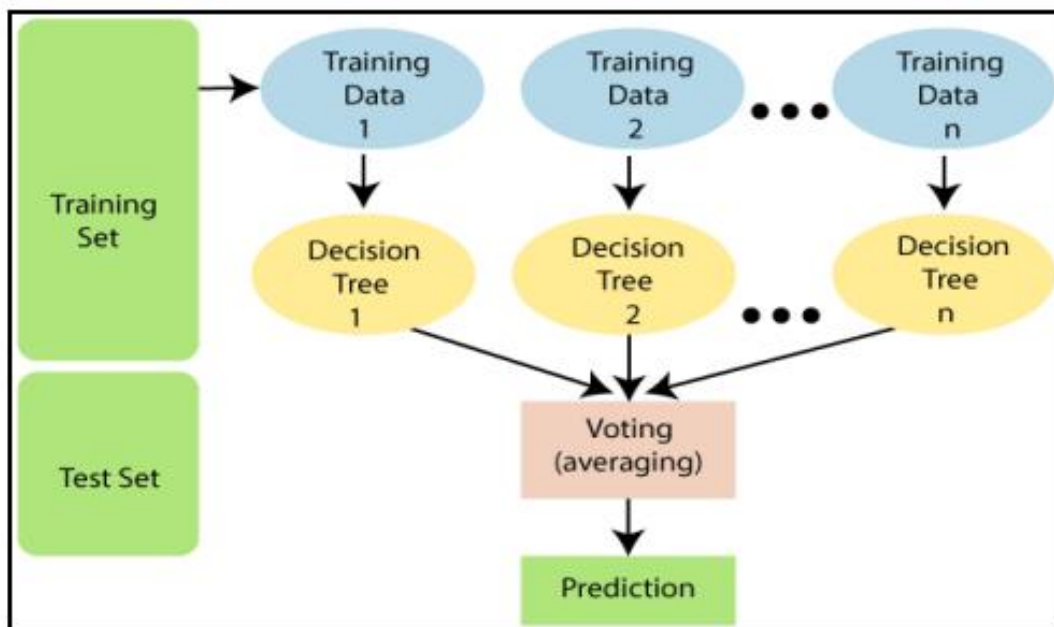 Training
Set
Test Set
Training
Data
1
Training
Data
2
Training
Data
n
Decision
Tree
1
Decision
Tree
2
Decision
Tree
n
Voting
(averaging)
Prediction